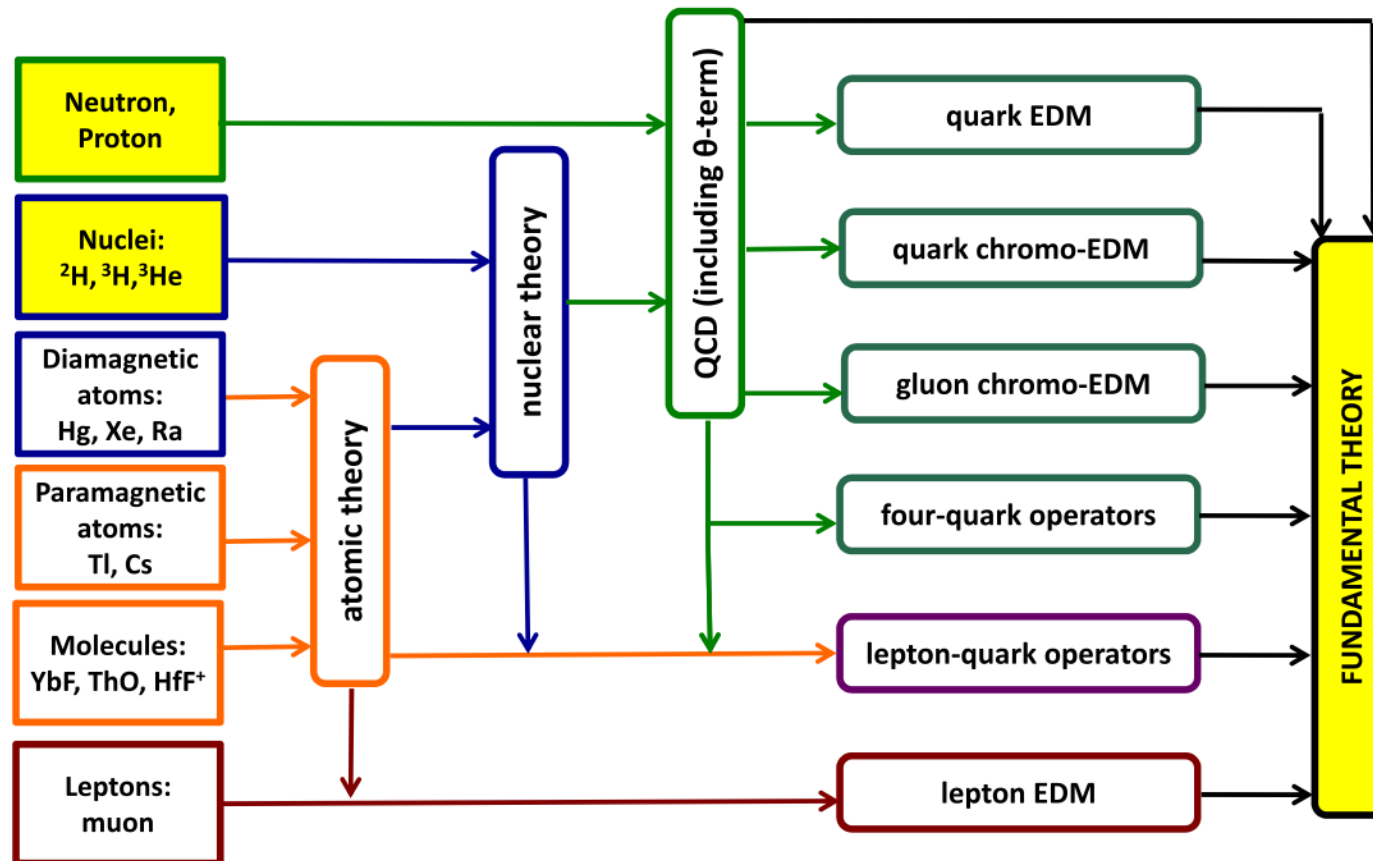 Neutron,
Proton
Nuclei:
²H, ³H,³He
Diamagnetic
atoms:
Hg, Xe, Ra
Paramagnetic
atoms:
Tl, Cs
Molecules:
YbF, ThO, HfF⁺
Leptons:
muon
atomic theory
nuclear theory
QCD (including θ-term)
quark EDM
quark chromo-EDM
gluon chromo-EDM
four-quark operators
lepton-quark operators
lepton EDM
FUNDAMENTAL THEORY